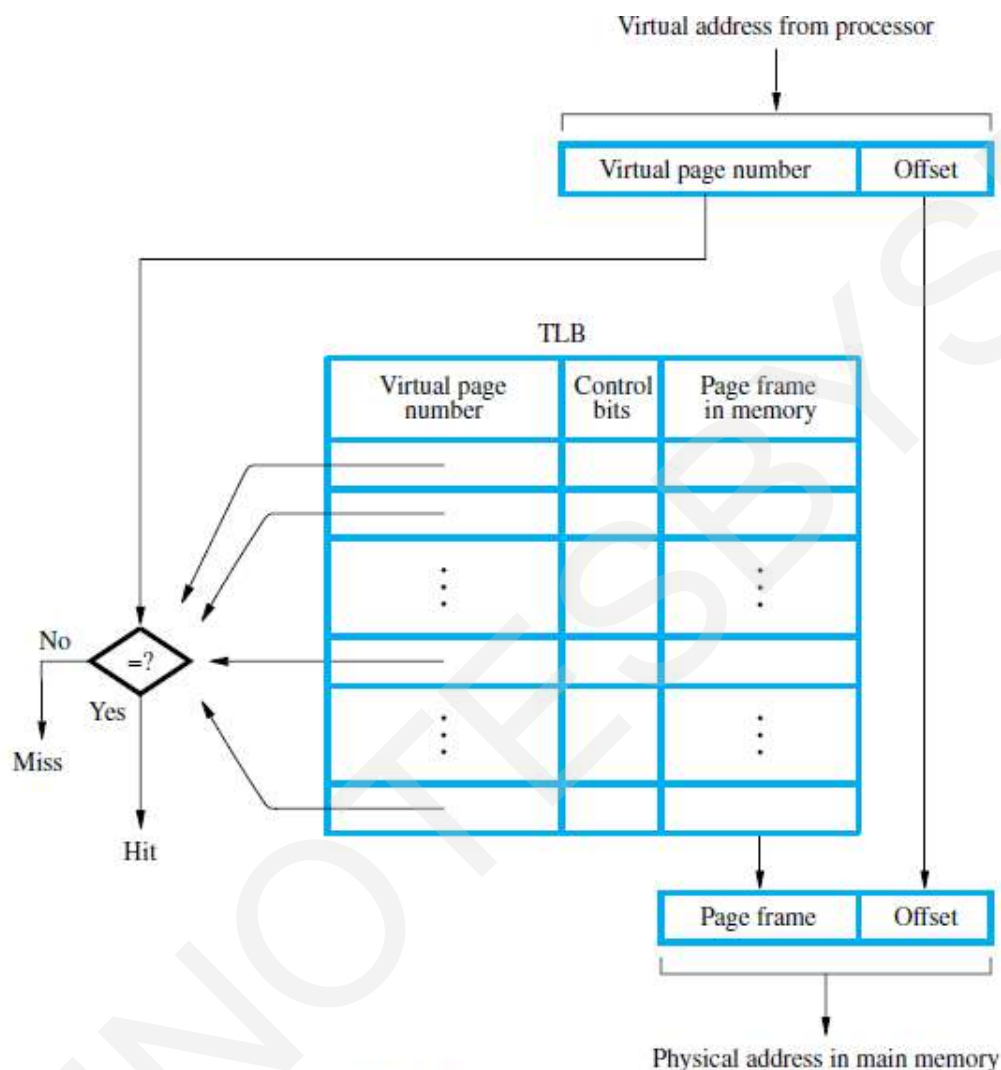 Virtual address from processor
Virtual page number
Offset
TLB
Virtual page
number
Control
bits
Page frame
in memory
No
=?
Yes
Miss
Hit
Page frame
Offset
Physical address in main memory